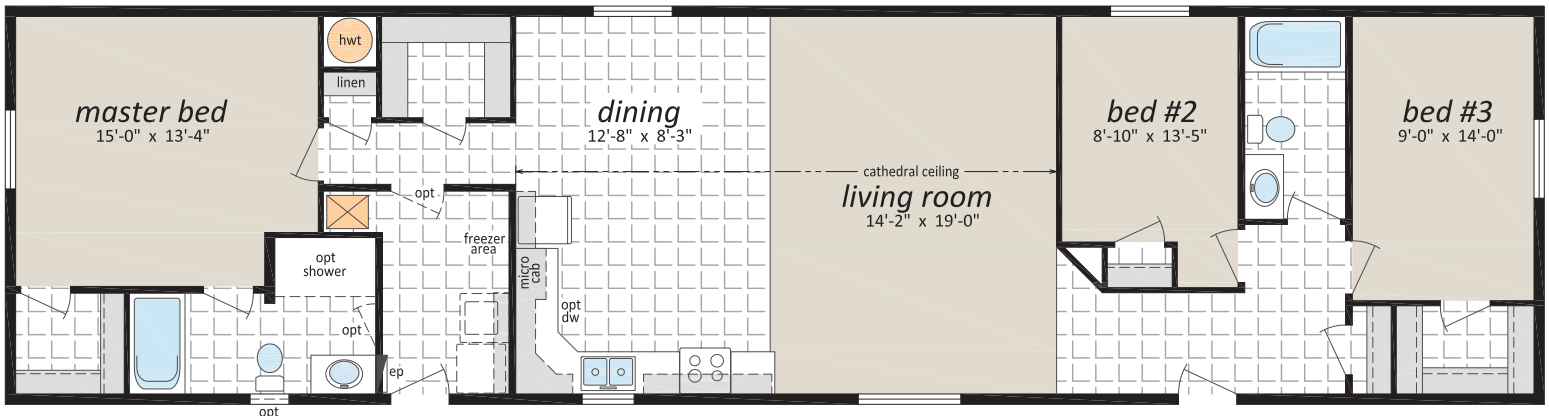 hwt
linen
master bed
15'-0" x 13'-4"
dining
12'-8" x 8'-3"
bed #2
8'-10" x 13'-5"
bed #3
9'-0" x 14'-0"
cathedral ceiling
living room
14'-2" x 19'-0"
opt
freezer
area
opt
shower
micro
cab
opt
dw
opt
ep
opt